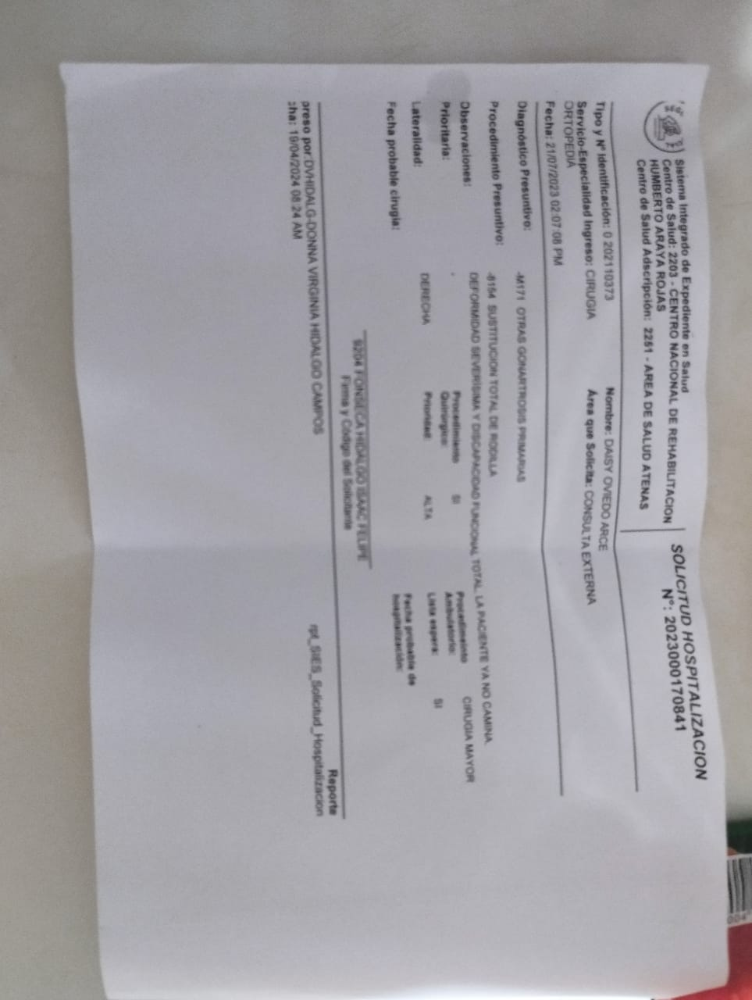 Sistema Integrado de Expediente en Salud
Centro de Salud: 2203 - CENTRO NACIONAL DE REHABILITACION
HUMBERTO ARAYA ROJAS
Centro de Salud Adscripción: 2251 - AREA DE SALUD ATENAS
SOLICITUD HOSPITALIZACION
N°: 2023000170841
Tipo y Nº Identificación: 0 202110373 Nombre: DAISY OVIEDO ARCE
Servicio-Especialidad Ingreso: CIRUGIA Área que Solicita: CONSULTA EXTERNA
ORTOPEDIA
Fecha: 21/07/2023 02:07:08 PM
Diagnóstico Presuntivo: -M171 OTRAS GONARTROSIS PRIMARIAS
Procedimiento Presuntivo: -8154 SUSTITUCION TOTAL DE RODILLA
Observaciones: DEFORMIDAD SEVERISIMA Y DISCAPACIDAD FUNCIONAL TOTAL. LA PACIENTE YA NO CAMINA.
Prioritaria: - Procedimiento Quirúrgico: SI Procedimeinto Ambulatorio: CIRUGIA MAYOR
Lateralidad: DERECHA Prioridad: ALTA Lista espera: SI
Fecha probable cirugía: Fecha probable de hospitalización:
9204 FONSECA HIDALGO ISAAC FELIPE
Firma y Código del Solicitante
Reporte
preso por:DVHIDALG-DONNA VIRGINIA HIDALGO CAMPOS rpt_SIES_Solicitud_Hospitalizacion
cha: 19/04/2024 08:24 AM
004